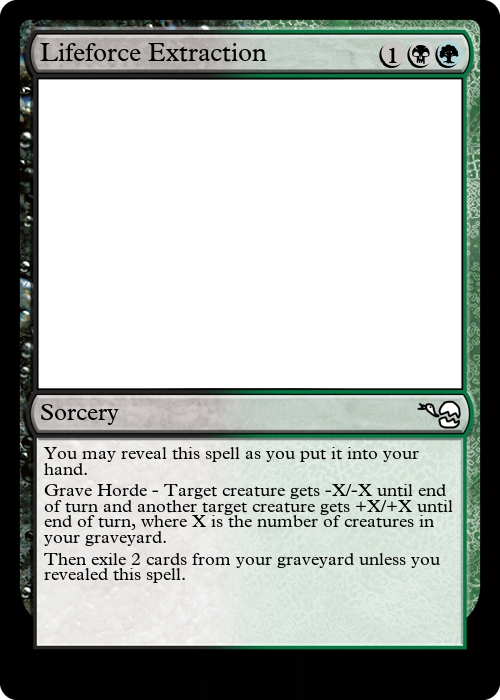 Lifeforce Extraction 1
Sorcery
You may reveal this spell as you put it into your
hand.
Grave Horde - Target creature gets -X/-X until end
of turn and another target creature gets +X/+X until
end of turn, where X is the number of creatures in
your graveyard.
Then exile 2 cards from your graveyard unless you
revealed this spell.